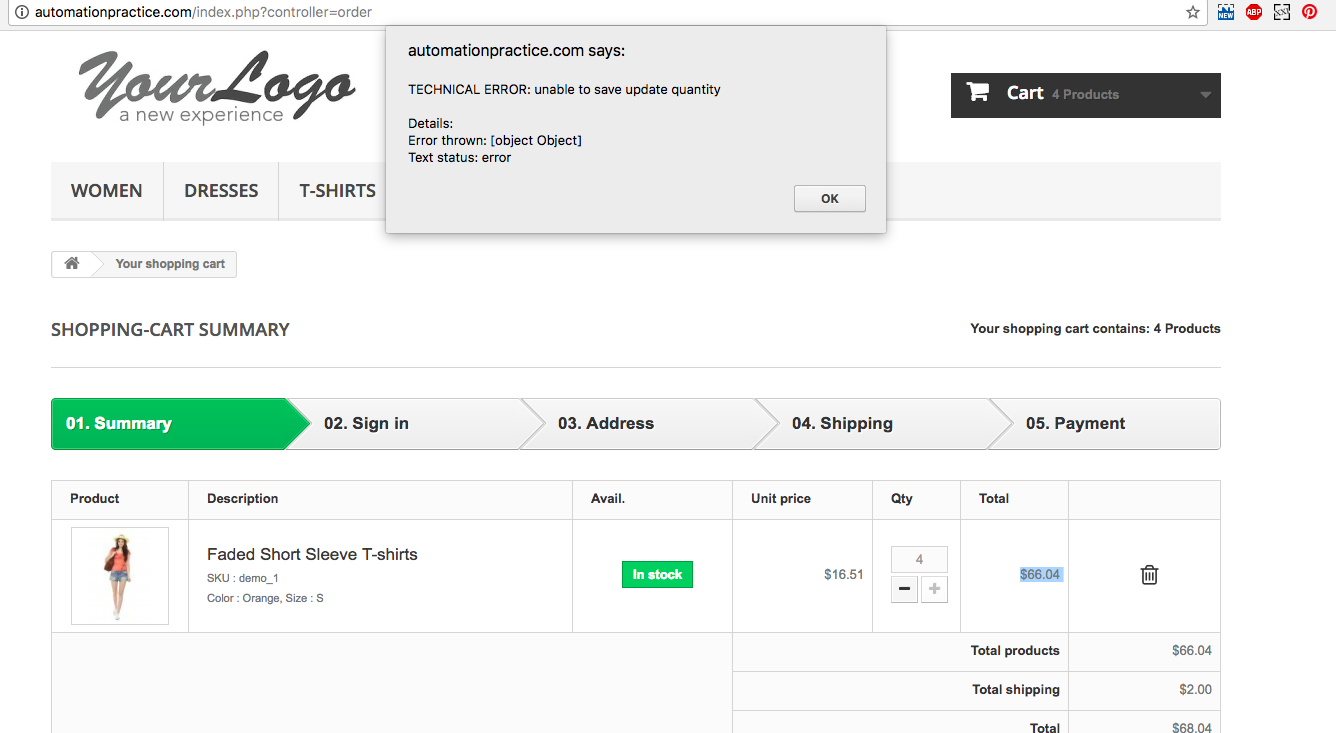 automationpractice.com/index.php?controller=order
NEW
ABP
automationpractice.com says:
TECHNICAL ERROR: unable to save update quantity
Details:
Error thrown: [object Object]
Text status: error
OK
YourLogo
a new experience
Cart 4 Products
WOMEN DRESSES T-SHIRTS
Your shopping cart
SHOPPING-CART SUMMARY
Your shopping cart contains: 4 Products
01. Summary 02. Sign in 03. Address 04. Shipping 05. Payment
Product Description Avail. Unit price Qty Total
Faded Short Sleeve T-shirts
SKU : demo_1
Color : Orange, Size : S
In stock
$16.51
4
$66.04
Total products $66.04
Total shipping $2.00
Total $68.04